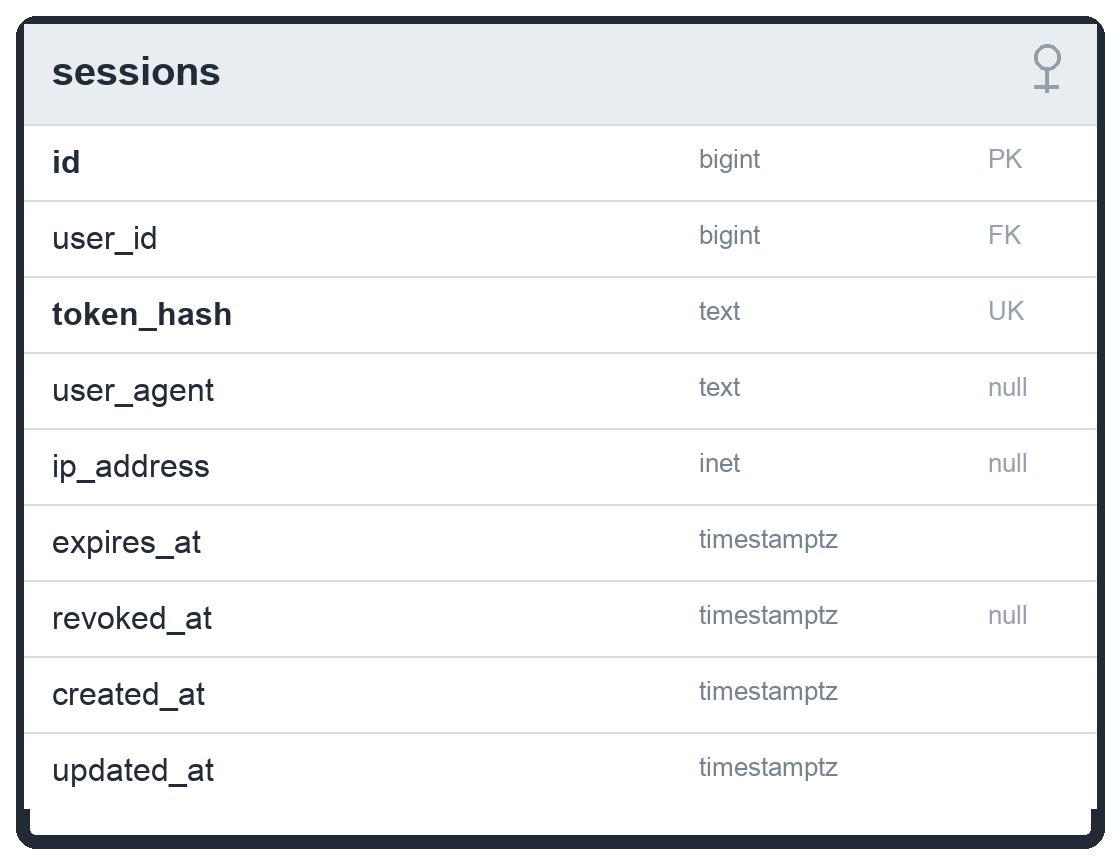 sessions
id bigint PK
user_id bigint FK
token_hash text UK
user_agent text null
ip_address inet null
expires_at timestamptz
revoked_at timestamptz null
created_at timestamptz
updated_at timestamptz